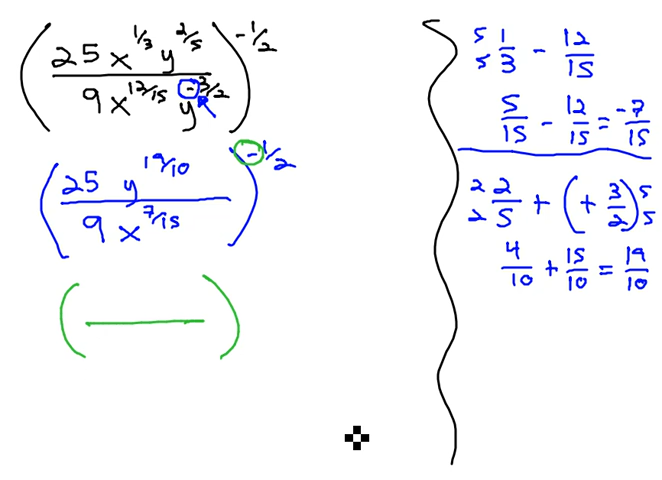 (25 x^1/3 y^2/5 / 9 x^12/15 y^-3/2)^-1/2
(25 y^19/10 / 9 x^7/15)^-1/2
5/5 1/3 - 12/15
5/15 - 12/15 = -7/15
2/2 2/5 + (+ 3/2) 5/5
4/10 + 15/10 = 19/10